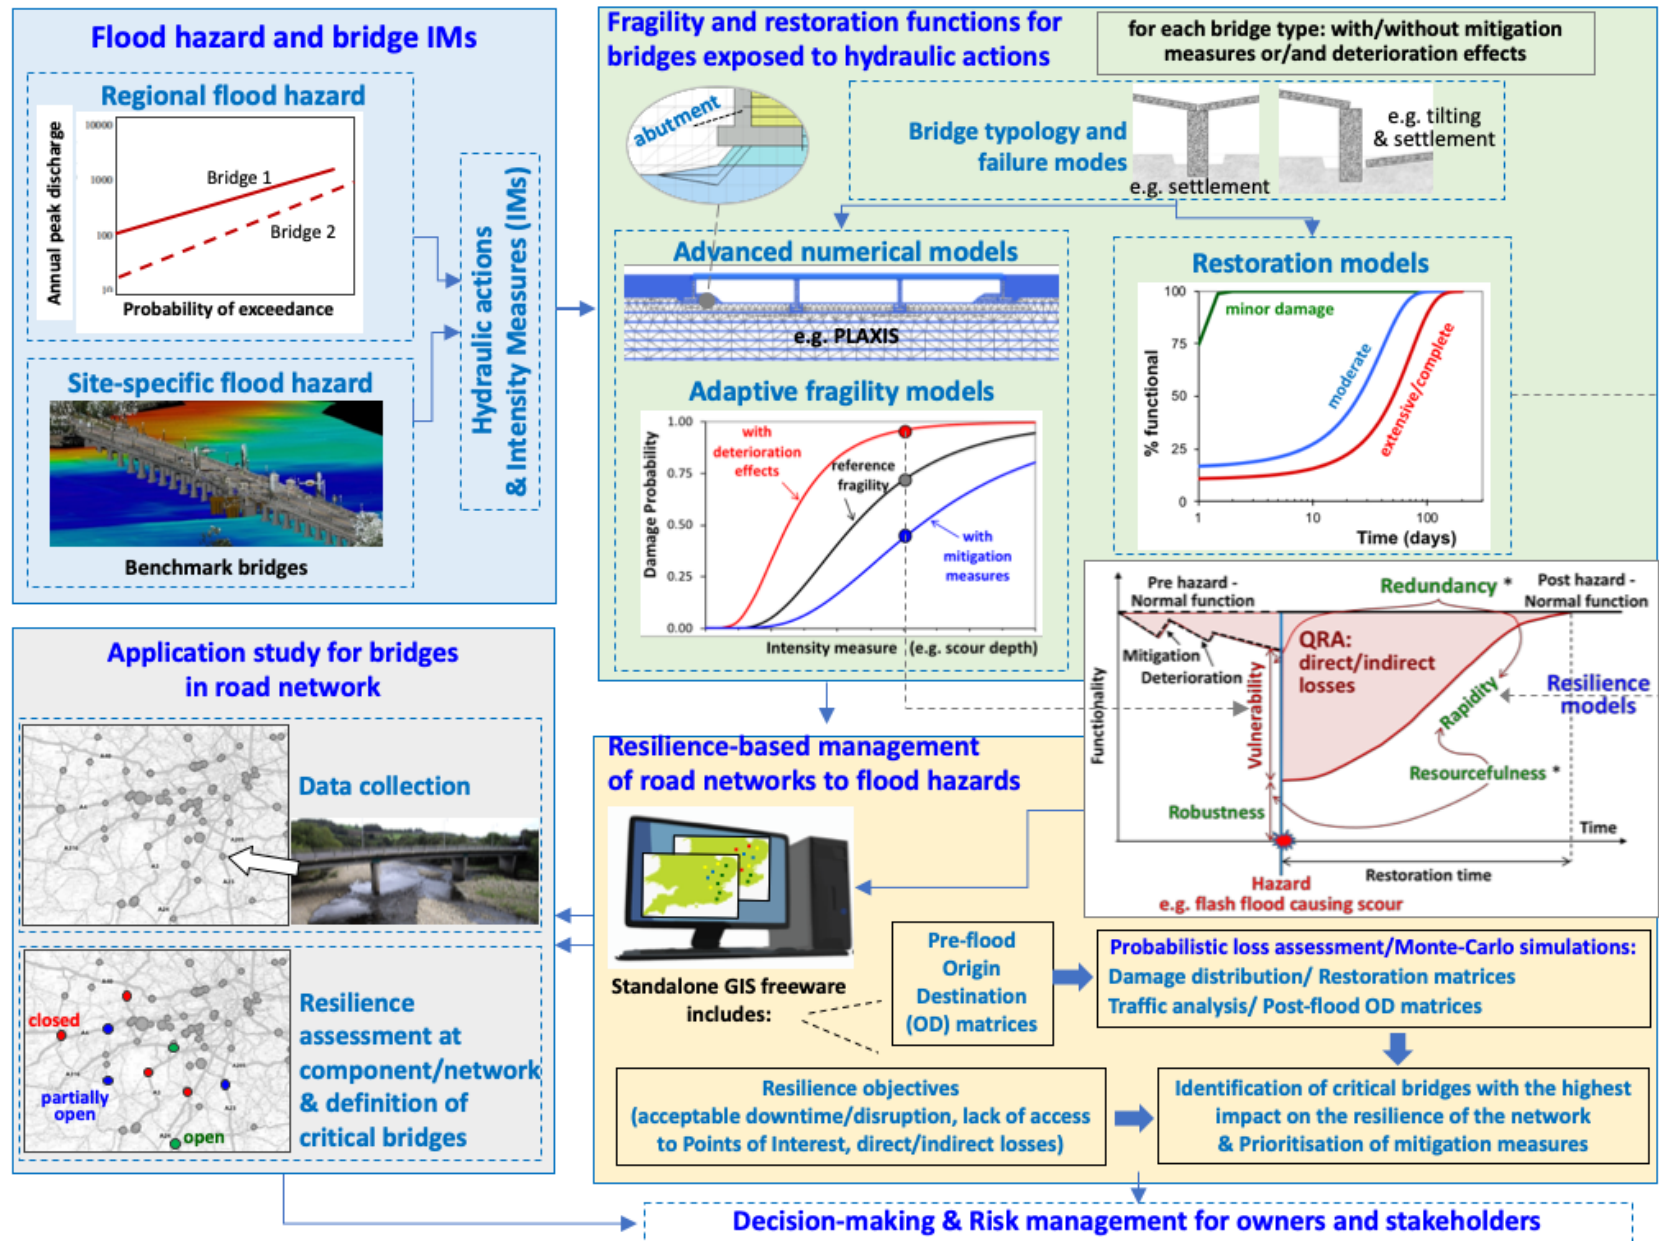 Flood hazard and bridge IMs
Regional flood hazard
Annual peak discharge
10000
1000
100
10
Bridge 1
Bridge 2
Probability of exceedance
Site-specific flood hazard
Benchmark bridges
Hydraulic actions
& Intensity Measures (IMs)
Fragility and restoration functions for
bridges exposed to hydraulic actions
for each bridge type: with/without mitigation
measures or/and deterioration effects
abutment
Bridge typology and
failure modes
e.g. settlement
e.g. tilting
& settlement
Advanced numerical models
e.g. PLAXIS
Adaptive fragility models
Damage Probability
1.00
0.75
0.50
0.25
0.00
with
deterioration
effects
reference
fragility
with
mitigation
measures
Intensity measure (e.g. scour depth)
Restoration models
% functional
100
75
50
25
0
minor damage
moderate
extensive/complete
1
10
100
Time (days)
Pre hazard -
Normal function
Redundancy *
Post hazard -
Normal function
Mitigation
Deterioration
QRA:
direct/indirect
losses
Functionality
Vulnerability
Rapidity
Resilience
models
Resourcefulness *
Robustness
Time
Restoration time
Hazard
e.g. flash flood causing scour
Application study for bridges
in road network
Data collection
closed
partially
open
open
Resilience
assessment at
component/network
& definition of
critical bridges
Resilience-based management
of road networks to flood hazards
Standalone GIS freeware
includes:
Pre-flood
Origin
Destination
(OD) matrices
Probabilistic loss assessment/Monte-Carlo simulations:
Damage distribution/ Restoration matrices
Traffic analysis/ Post-flood OD matrices
Resilience objectives
(acceptable downtime/disruption, lack of access
to Points of Interest, direct/indirect losses)
Identification of critical bridges with the highest
impact on the resilience of the network
& Prioritisation of mitigation measures
Decision-making & Risk management for owners and stakeholders